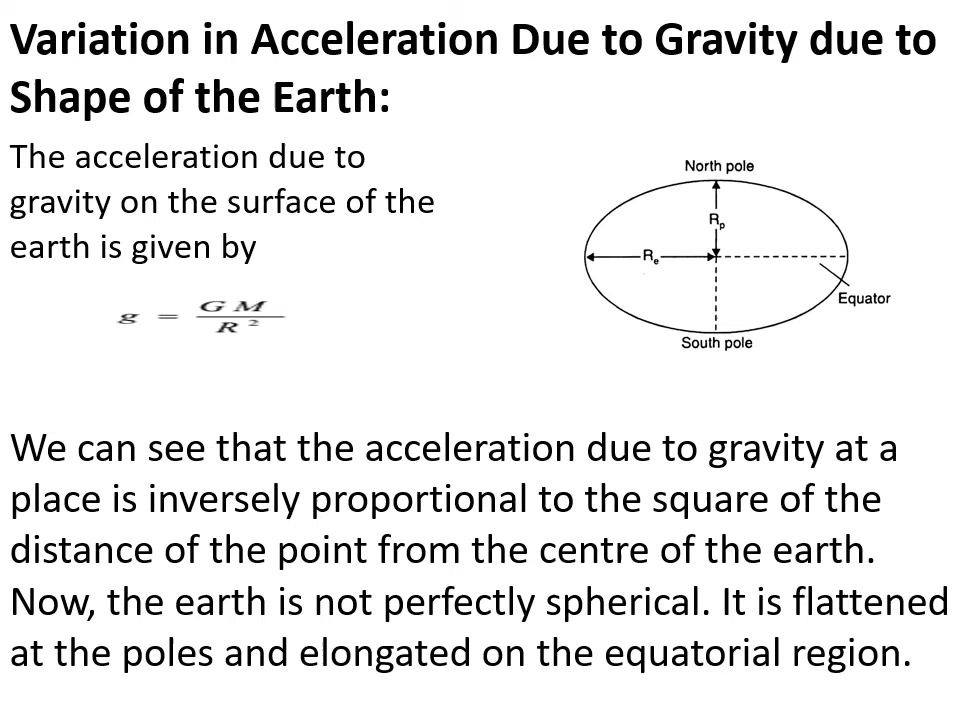 Variation in Acceleration Due to Gravity due to
Shape of the Earth:
The acceleration due to
gravity on the surface of the
earth is given by
g = G M / R ²
North pole
Rₚ
Rₑ
Equator
South pole
We can see that the acceleration due to gravity at a
place is inversely proportional to the square of the
distance of the point from the centre of the earth.
Now, the earth is not perfectly spherical. It is flattened
at the poles and elongated on the equatorial region.